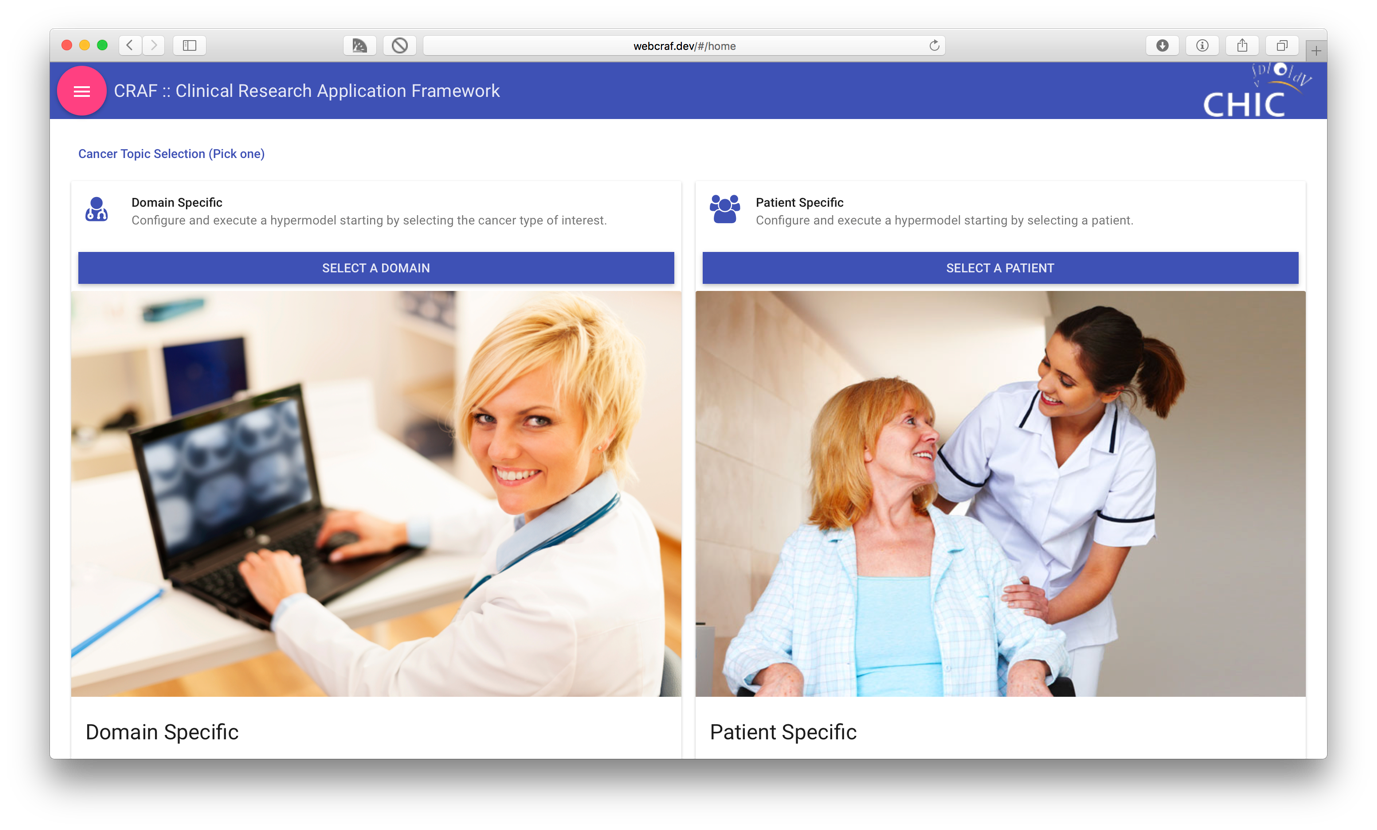 webcraf.dev/#/home
CRAF :: Clinical Research Application Framework
CHIC
Cancer Topic Selection (Pick one)
Domain Specific
Configure and execute a hypermodel starting by selecting the cancer type of interest.
SELECT A DOMAIN
Domain Specific
Patient Specific
Configure and execute a hypermodel starting by selecting a patient.
SELECT A PATIENT
Patient Specific